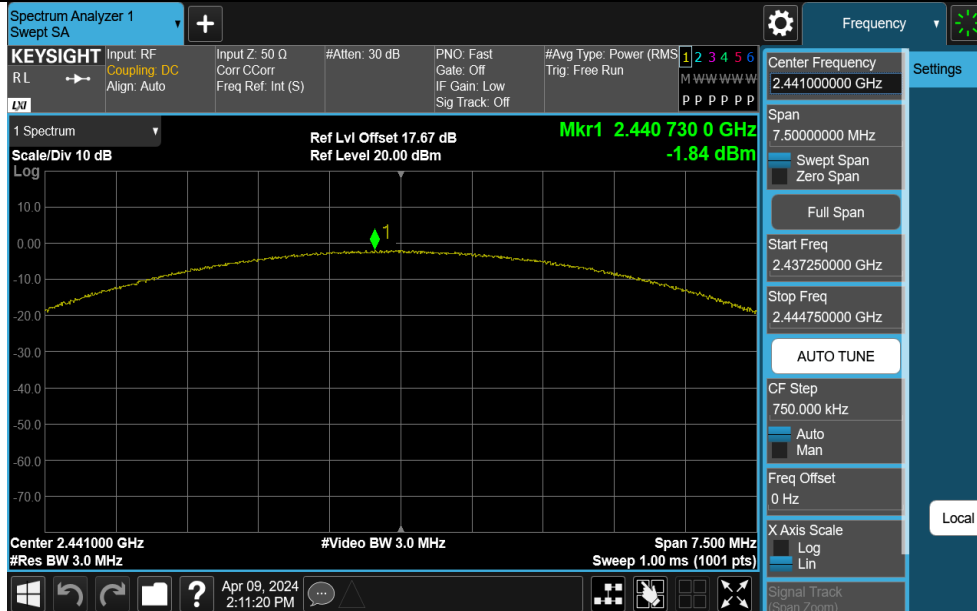 Spectrum Analyzer 1
Swept SA
Frequency
KEYSIGHT
RL
LXI
Input: RF
Coupling: DC
Align: Auto
Input Z: 50 Ω
Corr CCorr
Freq Ref: Int (S)
#Atten: 30 dB
PNO: Fast
Gate: Off
IF Gain: Low
Sig Track: Off
#Avg Type: Power (RMS
Trig: Free Run
1 2 3 4 5 6
M W W W W W
P P P P P P
Center Frequency
2.441000000 GHz
Settings
Span
7.50000000 MHz
Swept Span
Zero Span
Full Span
Start Freq
2.437250000 GHz
Stop Freq
2.444750000 GHz
AUTO TUNE
CF Step
750.000 kHz
Auto
Man
Freq Offset
0 Hz
Local
X Axis Scale
Log
Lin
Signal Track
(Span Zoom)
1 Spectrum
Scale/Div 10 dB
Log
Ref Lvl Offset 17.67 dB
Ref Level 20.00 dBm
Mkr1 2.440 730 0 GHz
-1.84 dBm
1
10.0
0.00
-10.0
-20.0
-30.0
-40.0
-50.0
-60.0
-70.0
Center 2.441000 GHz
#Video BW 3.0 MHz
Span 7.500 MHz
#Res BW 3.0 MHz
Sweep 1.00 ms (1001 pts)
?
Apr 09, 2024
2:11:20 PM